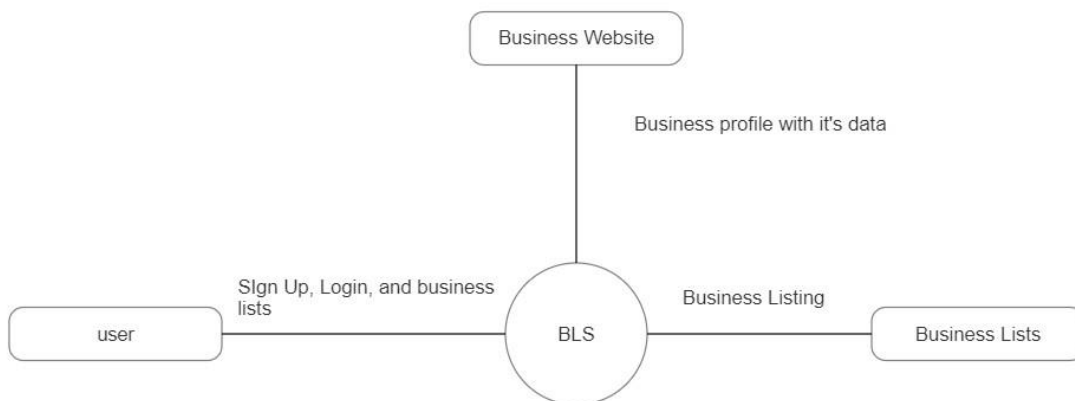 Business Website
Business profile with it's data
SIgn Up, Login, and business
lists
Business Listing
user
BLS
Business Lists